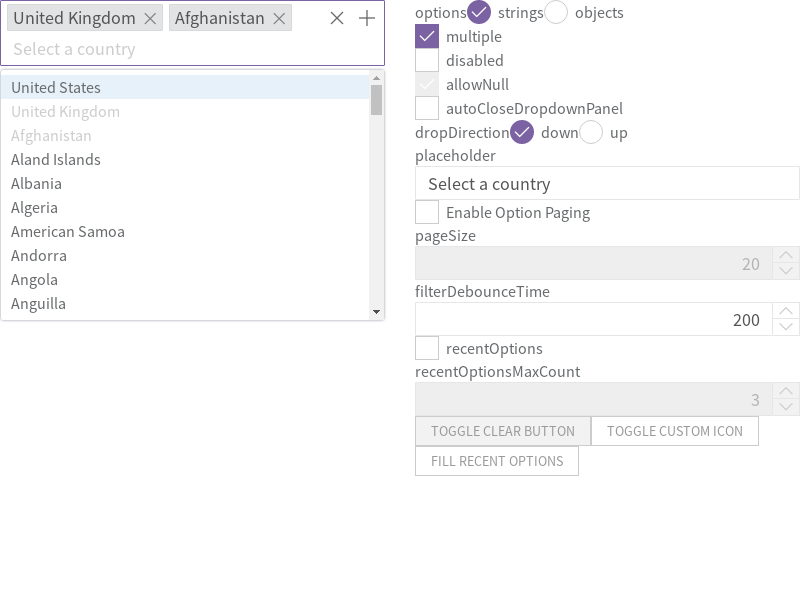 United Kingdom Afghanistan
Select a country
United States
United Kingdom
Afghanistan
Aland Islands
Albania
Algeria
American Samoa
Andorra
Angola
Anguilla
options strings objects
multiple
disabled
allowNull
autoCloseDropdownPanel
dropDirection down up
placeholder
Select a country
Enable Option Paging
pageSize
20
filterDebounceTime
200
recentOptions
recentOptionsMaxCount
3
TOGGLE CLEAR BUTTON TOGGLE CUSTOM ICON
FILL RECENT OPTIONS